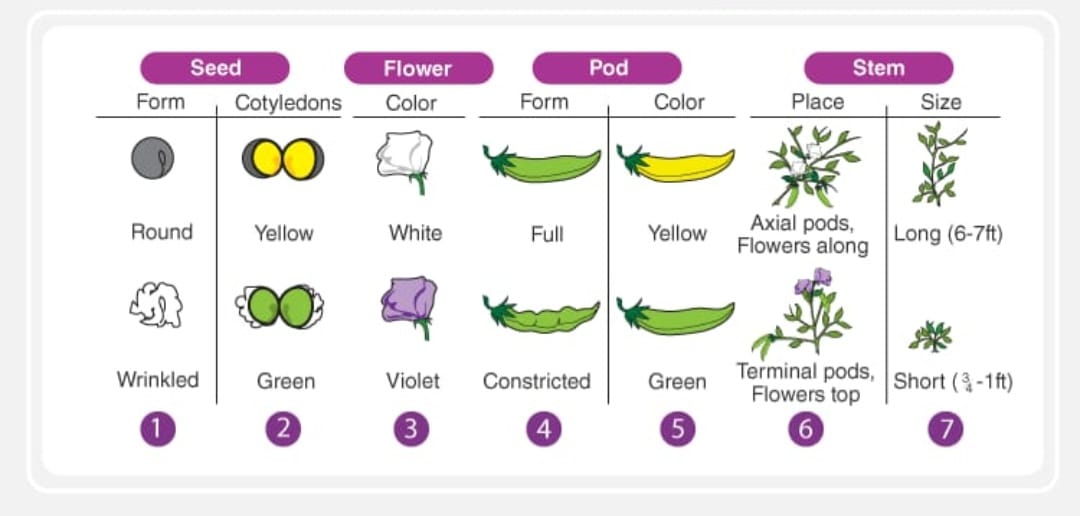 Seed Flower Pod Stem
Form Cotyledons Color Form Color Place Size
Round Yellow White Full Yellow Axial pods, Flowers along Long (6-7ft)
Wrinkled Green Violet Constricted Green Terminal pods, Flowers top Short (¾-1ft)
1 2 3 4 5 6 7